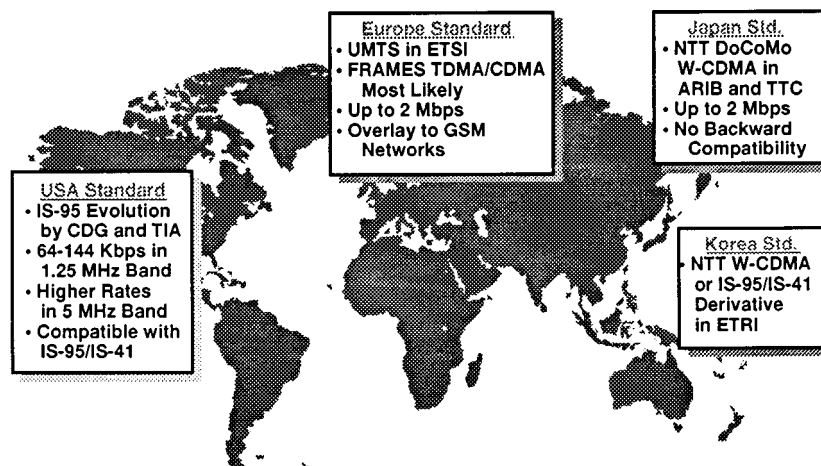 Europe Standard
• UMTS in ETSI
• FRAMES TDMA/CDMA
Most Likely
• Up to 2 Mbps
• Overlay to GSM
Networks
Japan Std.
• NTT DoCoMo
W-CDMA in
ARIB and TTC
• Up to 2 Mbps
• No Backward
Compatibility
USA Standard
• IS-95 Evolution
by CDG and TIA
• 64-144 Kbps in
1.25 MHz Band
• Higher Rates
in 5 MHz Band
• Compatible with
IS-95/IS-41
Korea Std.
• NTT W-CDMA
or IS-95/IS-41
Derivative
in ETRI